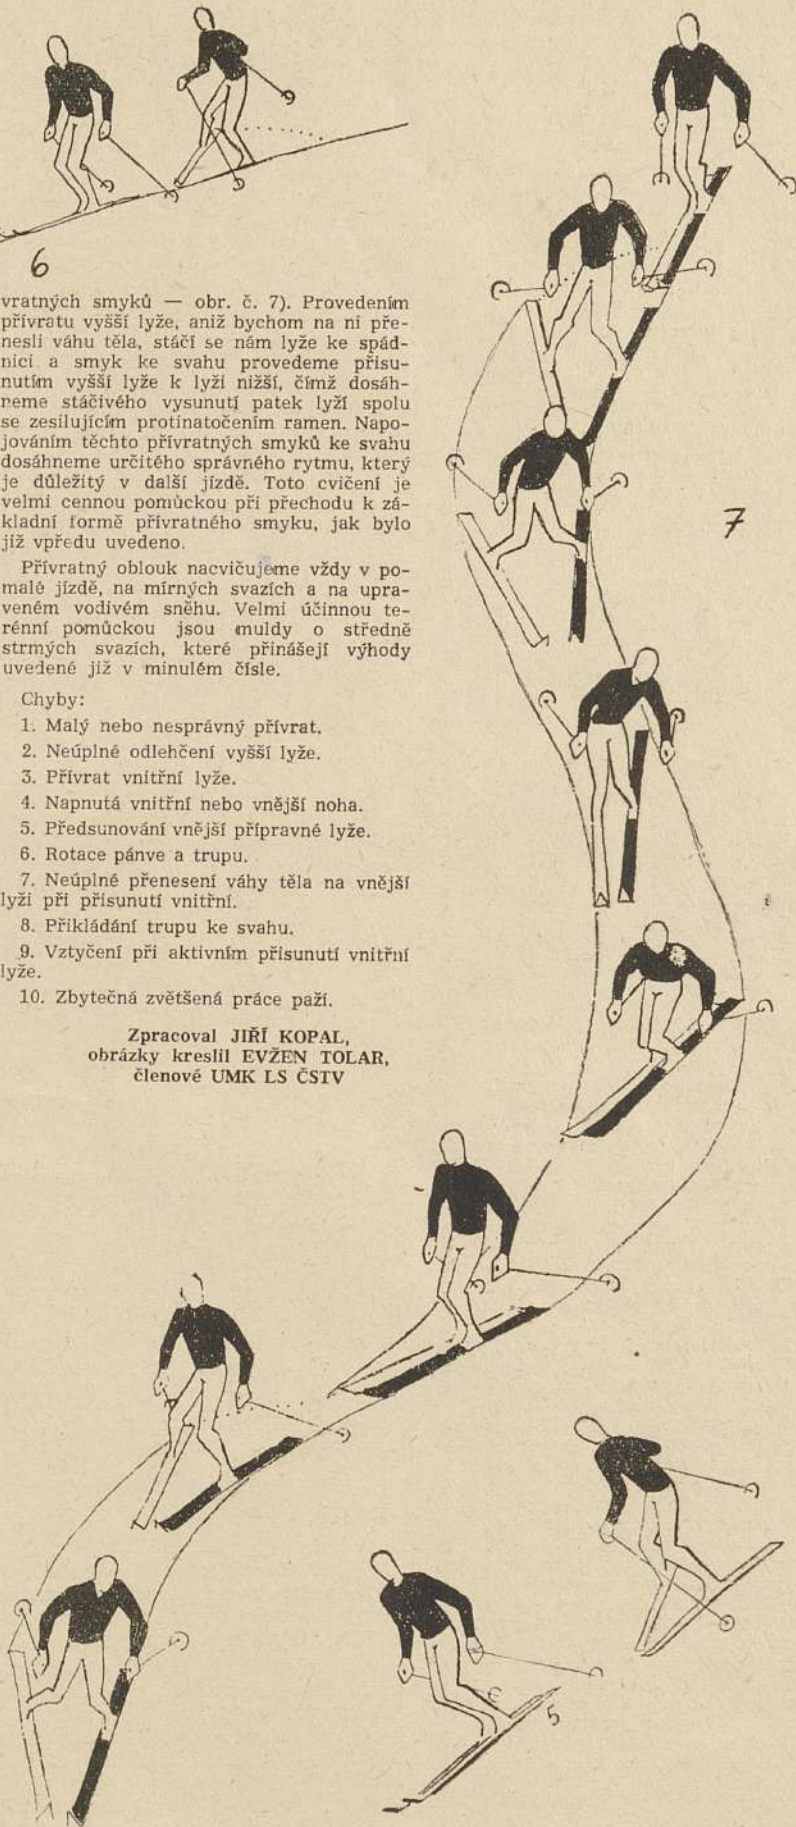 6
vratných smyků — obr. č. 7). Provedením
přívratu vyšší lyže, aniž bychom na ni pře-
nesli váhu těla, stáčí se nám lyže ke spád-
nici a smyk ke svahu provedeme přisu-
nutím vyšší lyže k lyži nižší, čímž dosáh-
neme stáčivého vysunutí patek lyží spolu
se zesilujícím protinatočením ramen. Napo-
jováním těchto přívratných smyků ke svahu
dosáhneme určitého správného rytmu, který
je důležitý v další jízdě. Toto cvičení je
velmi cennou pomůckou při přechodu k zá-
kladní formě přívratného smyku, jak bylo
již vpředu uvedeno.
Přívratný oblouk nacvičujeme vždy v po-
malé jízdě, na mírných svazích a na upra-
veném vodivém sněhu. Velmi účinnou te-
rénní pomůckou jsou muldy o středně
strmých svazích, které přinášejí výhody
uvedené již v minulém čísle.
Chyby:
1. Malý nebo nesprávný přívrat.
2. Neúplné odlehčení vyšší lyže.
3. Přívrat vnitřní lyže.
4. Napnutá vnitřní nebo vnější noha.
5. Předsunování vnější přípravné lyže.
6. Rotace pánve a trupu.
7. Neúplné přenesení váhy těla na vnější
lyži při přisunutí vnitřní.
8. Přikládání trupu ke svahu.
9. Vztyčení při aktivním přisunutí vnitřní
lyže.
10. Zbytečná zvětšená práce paží.
Zpracoval JIŘÍ KOPAL,
obrázky kreslil EVŽEN TOLAR,
členové UMK LS ČSTV
7
5